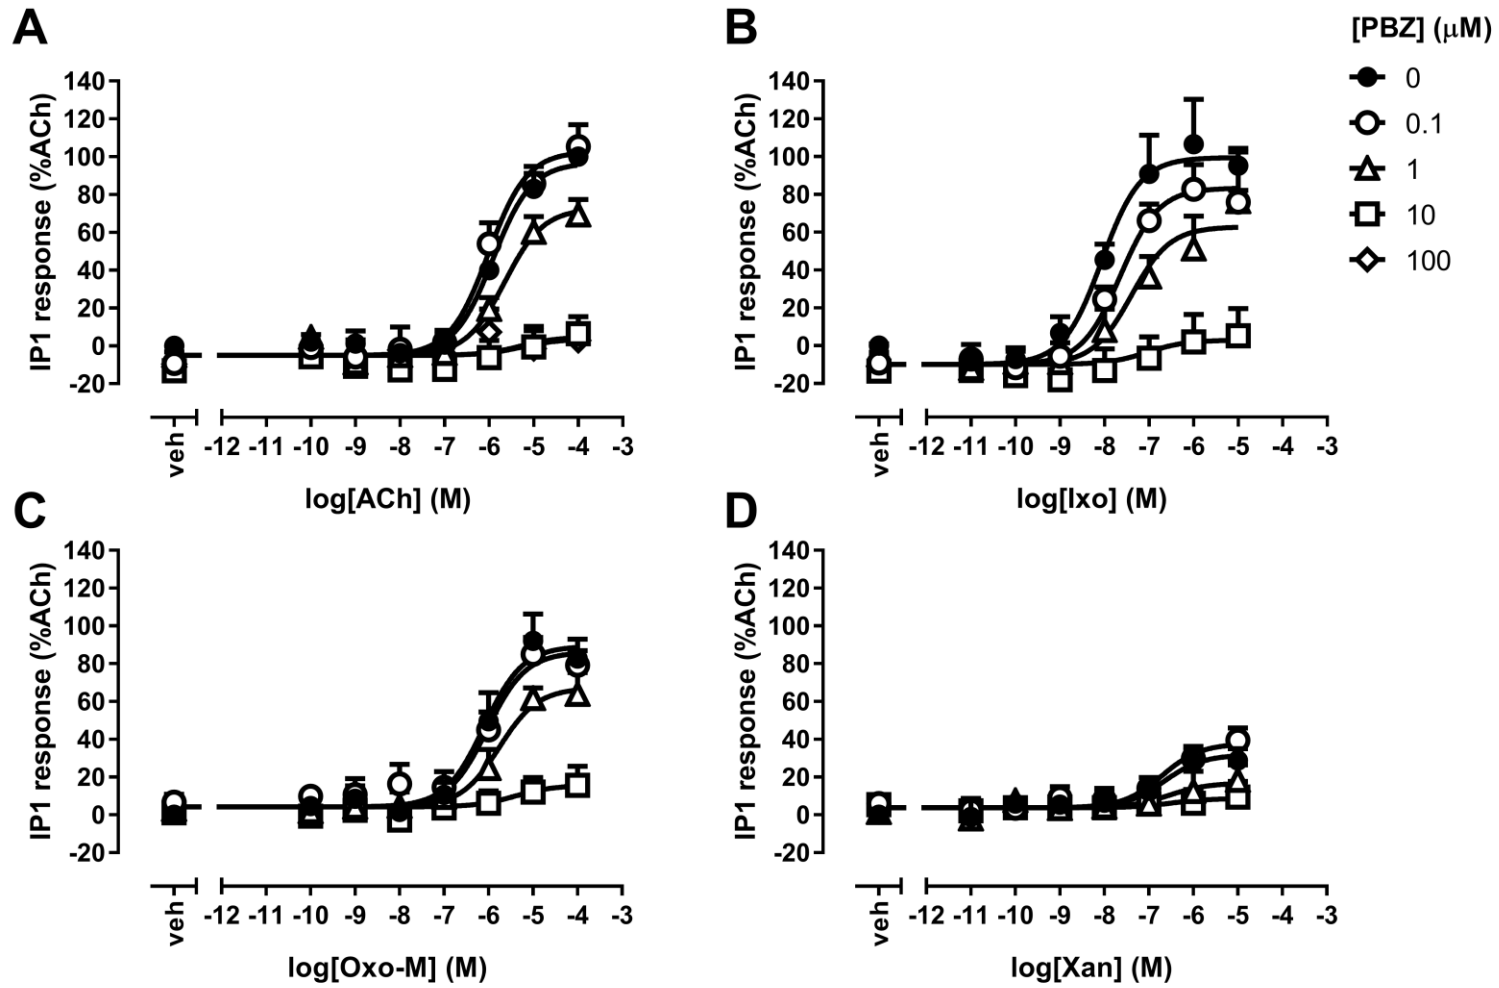 A
IP1 response (%ACh)
140
120
100
80
60
40
20
0
-20
veh -12 -11 -10 -9 -8 -7 -6 -5 -4 -3
log[ACh] (M)
B
IP1 response (%ACh)
140
120
100
80
60
40
20
0
-20
veh -12 -11 -10 -9 -8 -7 -6 -5 -4 -3
log[Ixo] (M)
[PBZ] (μM)
0
0.1
1
10
100
C
IP1 response (%ACh)
140
120
100
80
60
40
20
0
-20
veh -12 -11 -10 -9 -8 -7 -6 -5 -4 -3
log[Oxo-M] (M)
D
IP1 response (%ACh)
140
120
100
80
60
40
20
0
-20
veh -12 -11 -10 -9 -8 -7 -6 -5 -4 -3
log[Xan] (M)